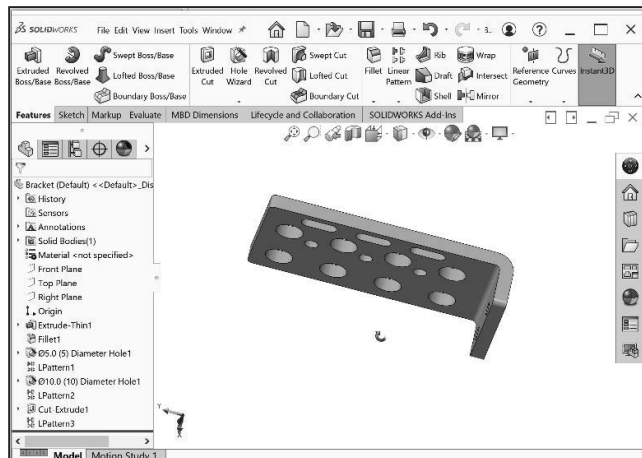 SOLIDWORKS File Edit View Insert Tools Window 3..
Extruded Boss/Base
Revolved Boss/Base
Swept Boss/Base
Lofted Boss/Base
Boundary Boss/Base
Extruded Cut
Hole Wizard
Revolved Cut
Swept Cut
Lofted Cut
Boundary Cut
Fillet
Linear Pattern
Rib
Draft
Shell
Wrap
Intersect
Mirror
Reference Geometry
Curves
Instant3D
Features Sketch Markup Evaluate MBD Dimensions Lifecycle and Collaboration SOLIDWORKS Add-Ins
Bracket (Default) <<Default>_Dis
History
Sensors
Annotations
Solid Bodies(1)
Material <not specified>
Front Plane
Top Plane
Right Plane
Origin
Extrude-Thin1
Fillet1
Ø5.0 (5) Diameter Hole1
LPattern1
Ø10.0 (10) Diameter Hole1
LPattern2
Cut-Extrude1
LPattern3
Y
X
Model Motion Study 1